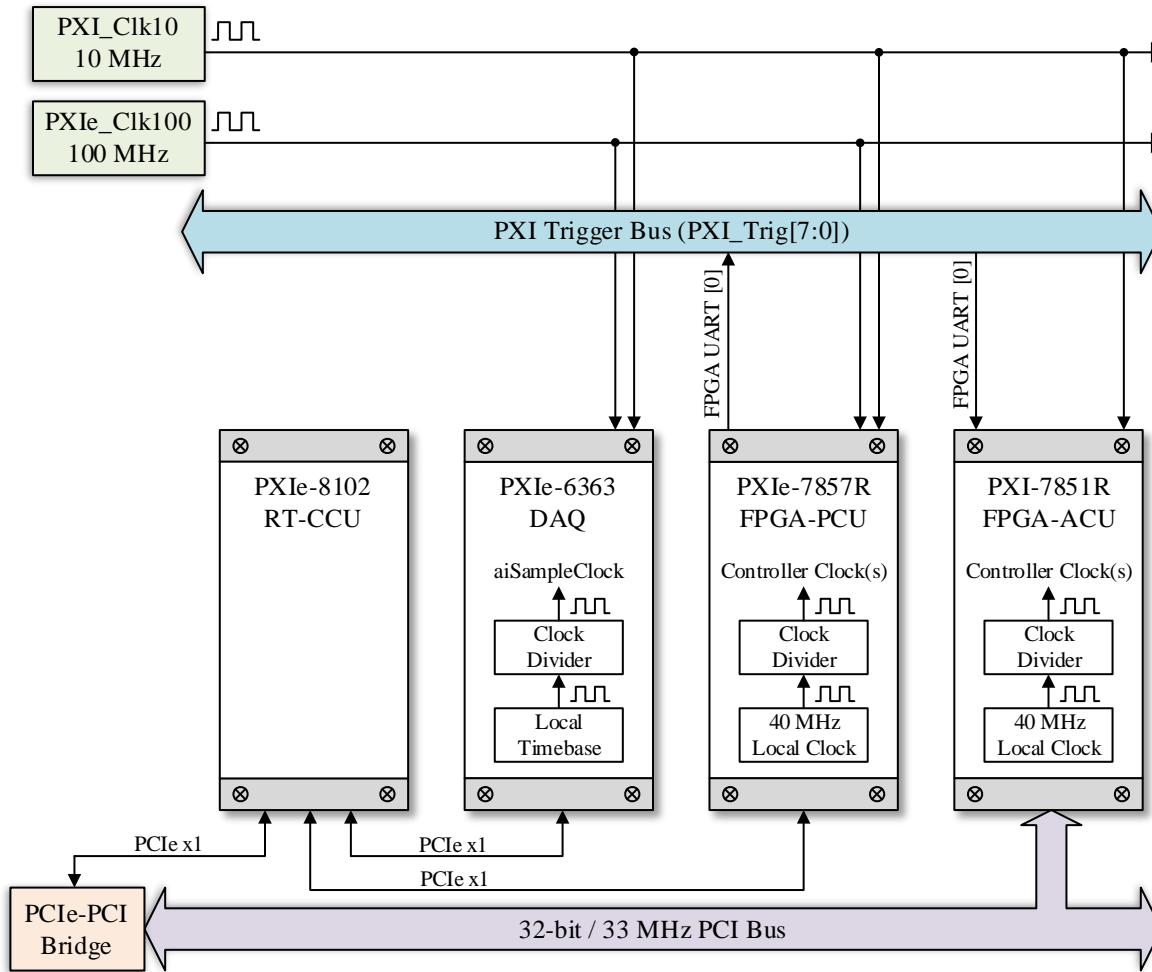 PXI_Clk10
10 MHz
PXIe_Clk100
100 MHz
PXI Trigger Bus (PXI_Trig[7:0])
FPGA UART [0]
FPGA UART [0]
PXIe-8102
RT-CCU
PXIe-6363
DAQ
aiSampleClock
Clock
Divider
Local
Timebase
PXIe-7857R
FPGA-PCU
Controller Clock(s)
Clock
Divider
40 MHz
Local Clock
PXI-7851R
FPGA-ACU
Controller Clock(s)
Clock
Divider
40 MHz
Local Clock
PCIe x1
PCIe x1
PCIe x1
PCIe-PCI
Bridge
32-bit / 33 MHz PCI Bus